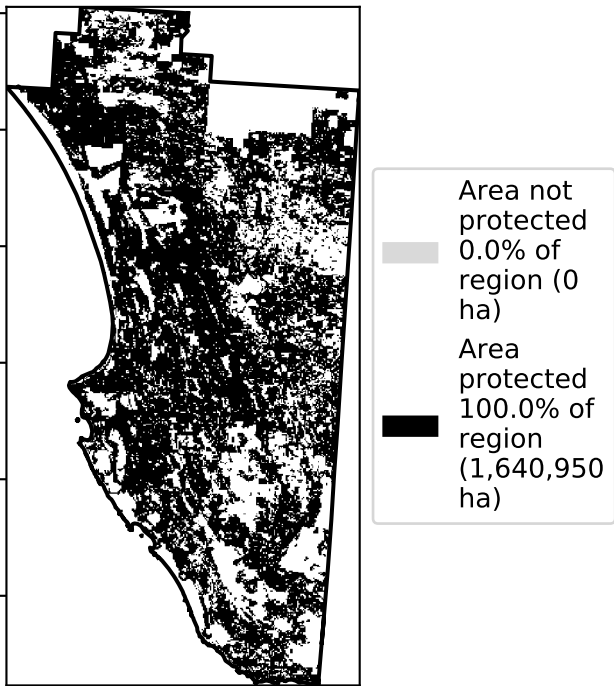 Area not
protected
0.0% of
region (0
ha)
Area
protected
100.0% of
region
(1,640,950
ha)